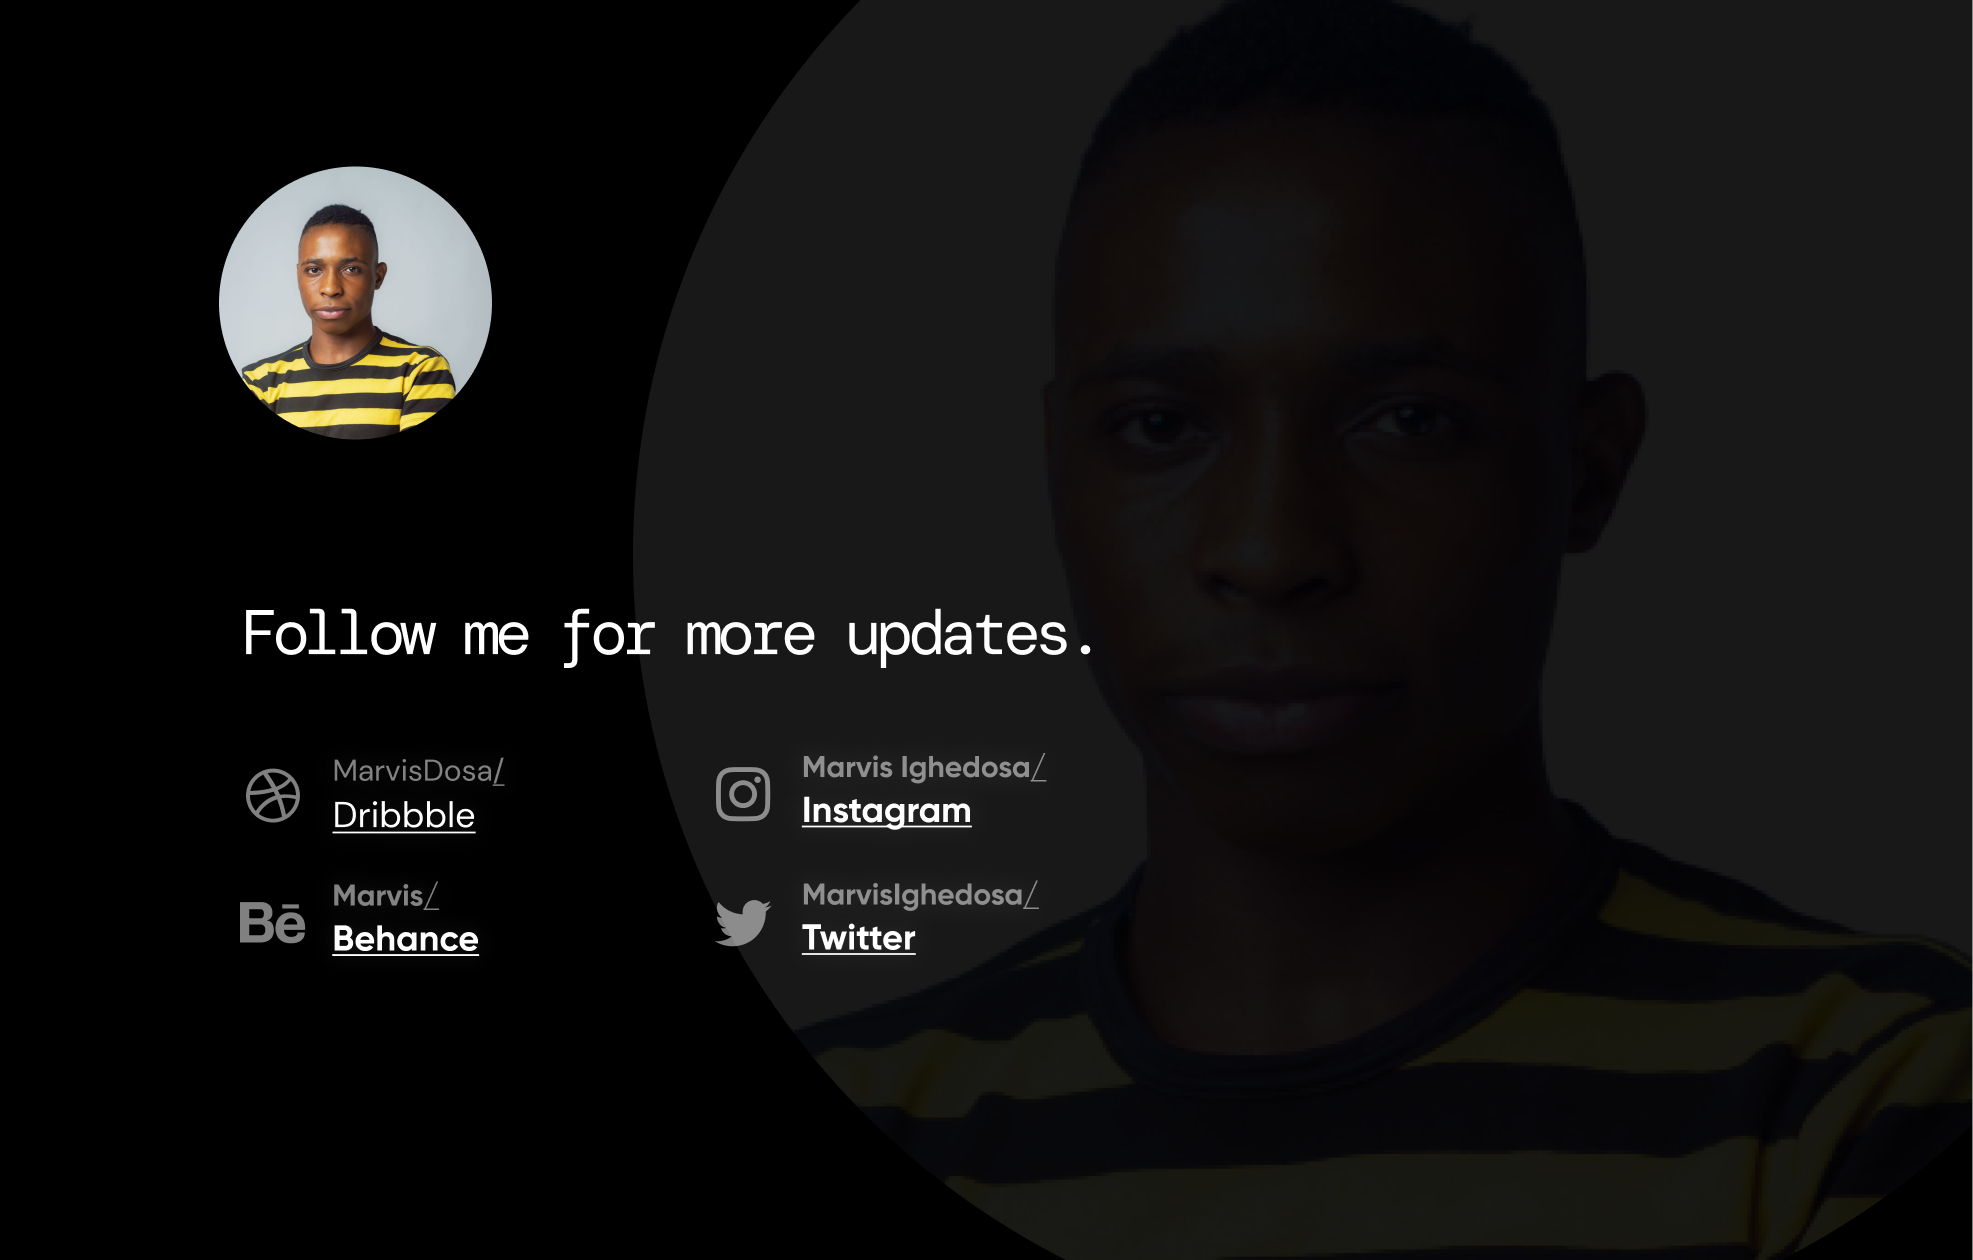 Follow me for more updates.
MarvisDosa/
Dribbble
Marvis Ighedosa/
Instagram
Bē
Marvis/
Behance
MarvisIghedosa/
Twitter